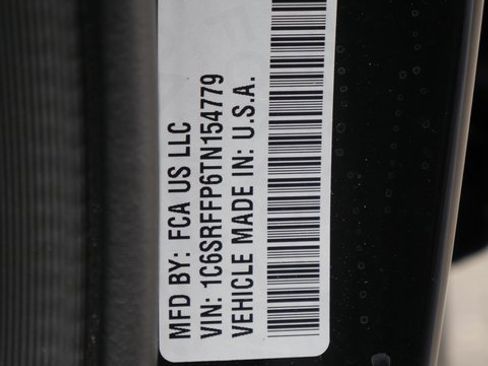 MFD BY: FCA US LLC
VIN: 1C6SRFFP6TN154779
VEHICLE MADE IN: U.S.A.